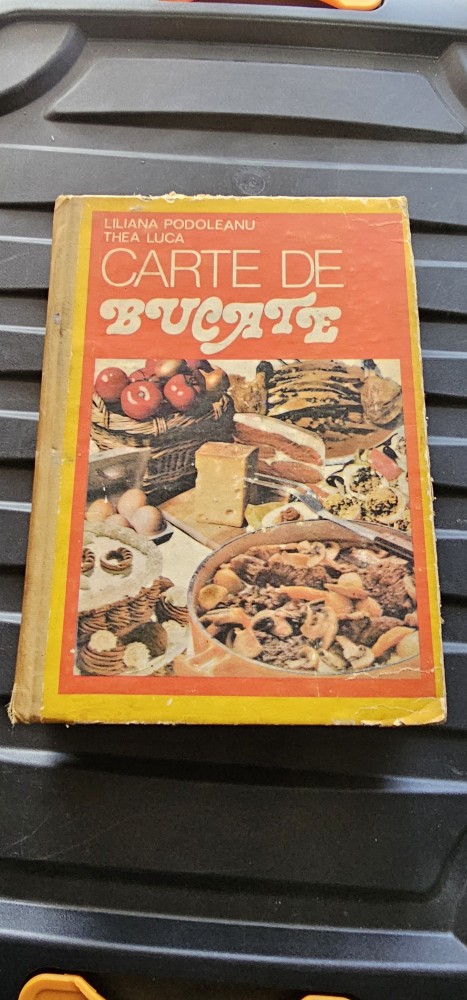 LILIANA PODOLEANU
THEA LUCA
CARTE DE
BUCATE